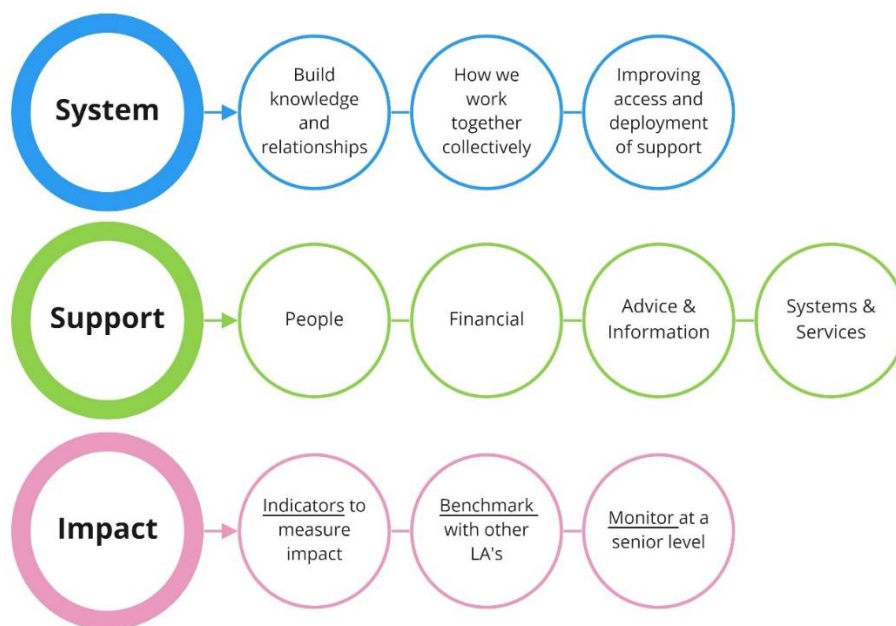 System
Build
knowledge
and
relationships
How we
work
together
collectively
Improving
access and
deployment
of support
Support
People
Financial
Advice &
Information
Systems &
Services
Impact
Indicators to
measure
impact
Benchmark
with other
LA's
Monitor at a
senior level